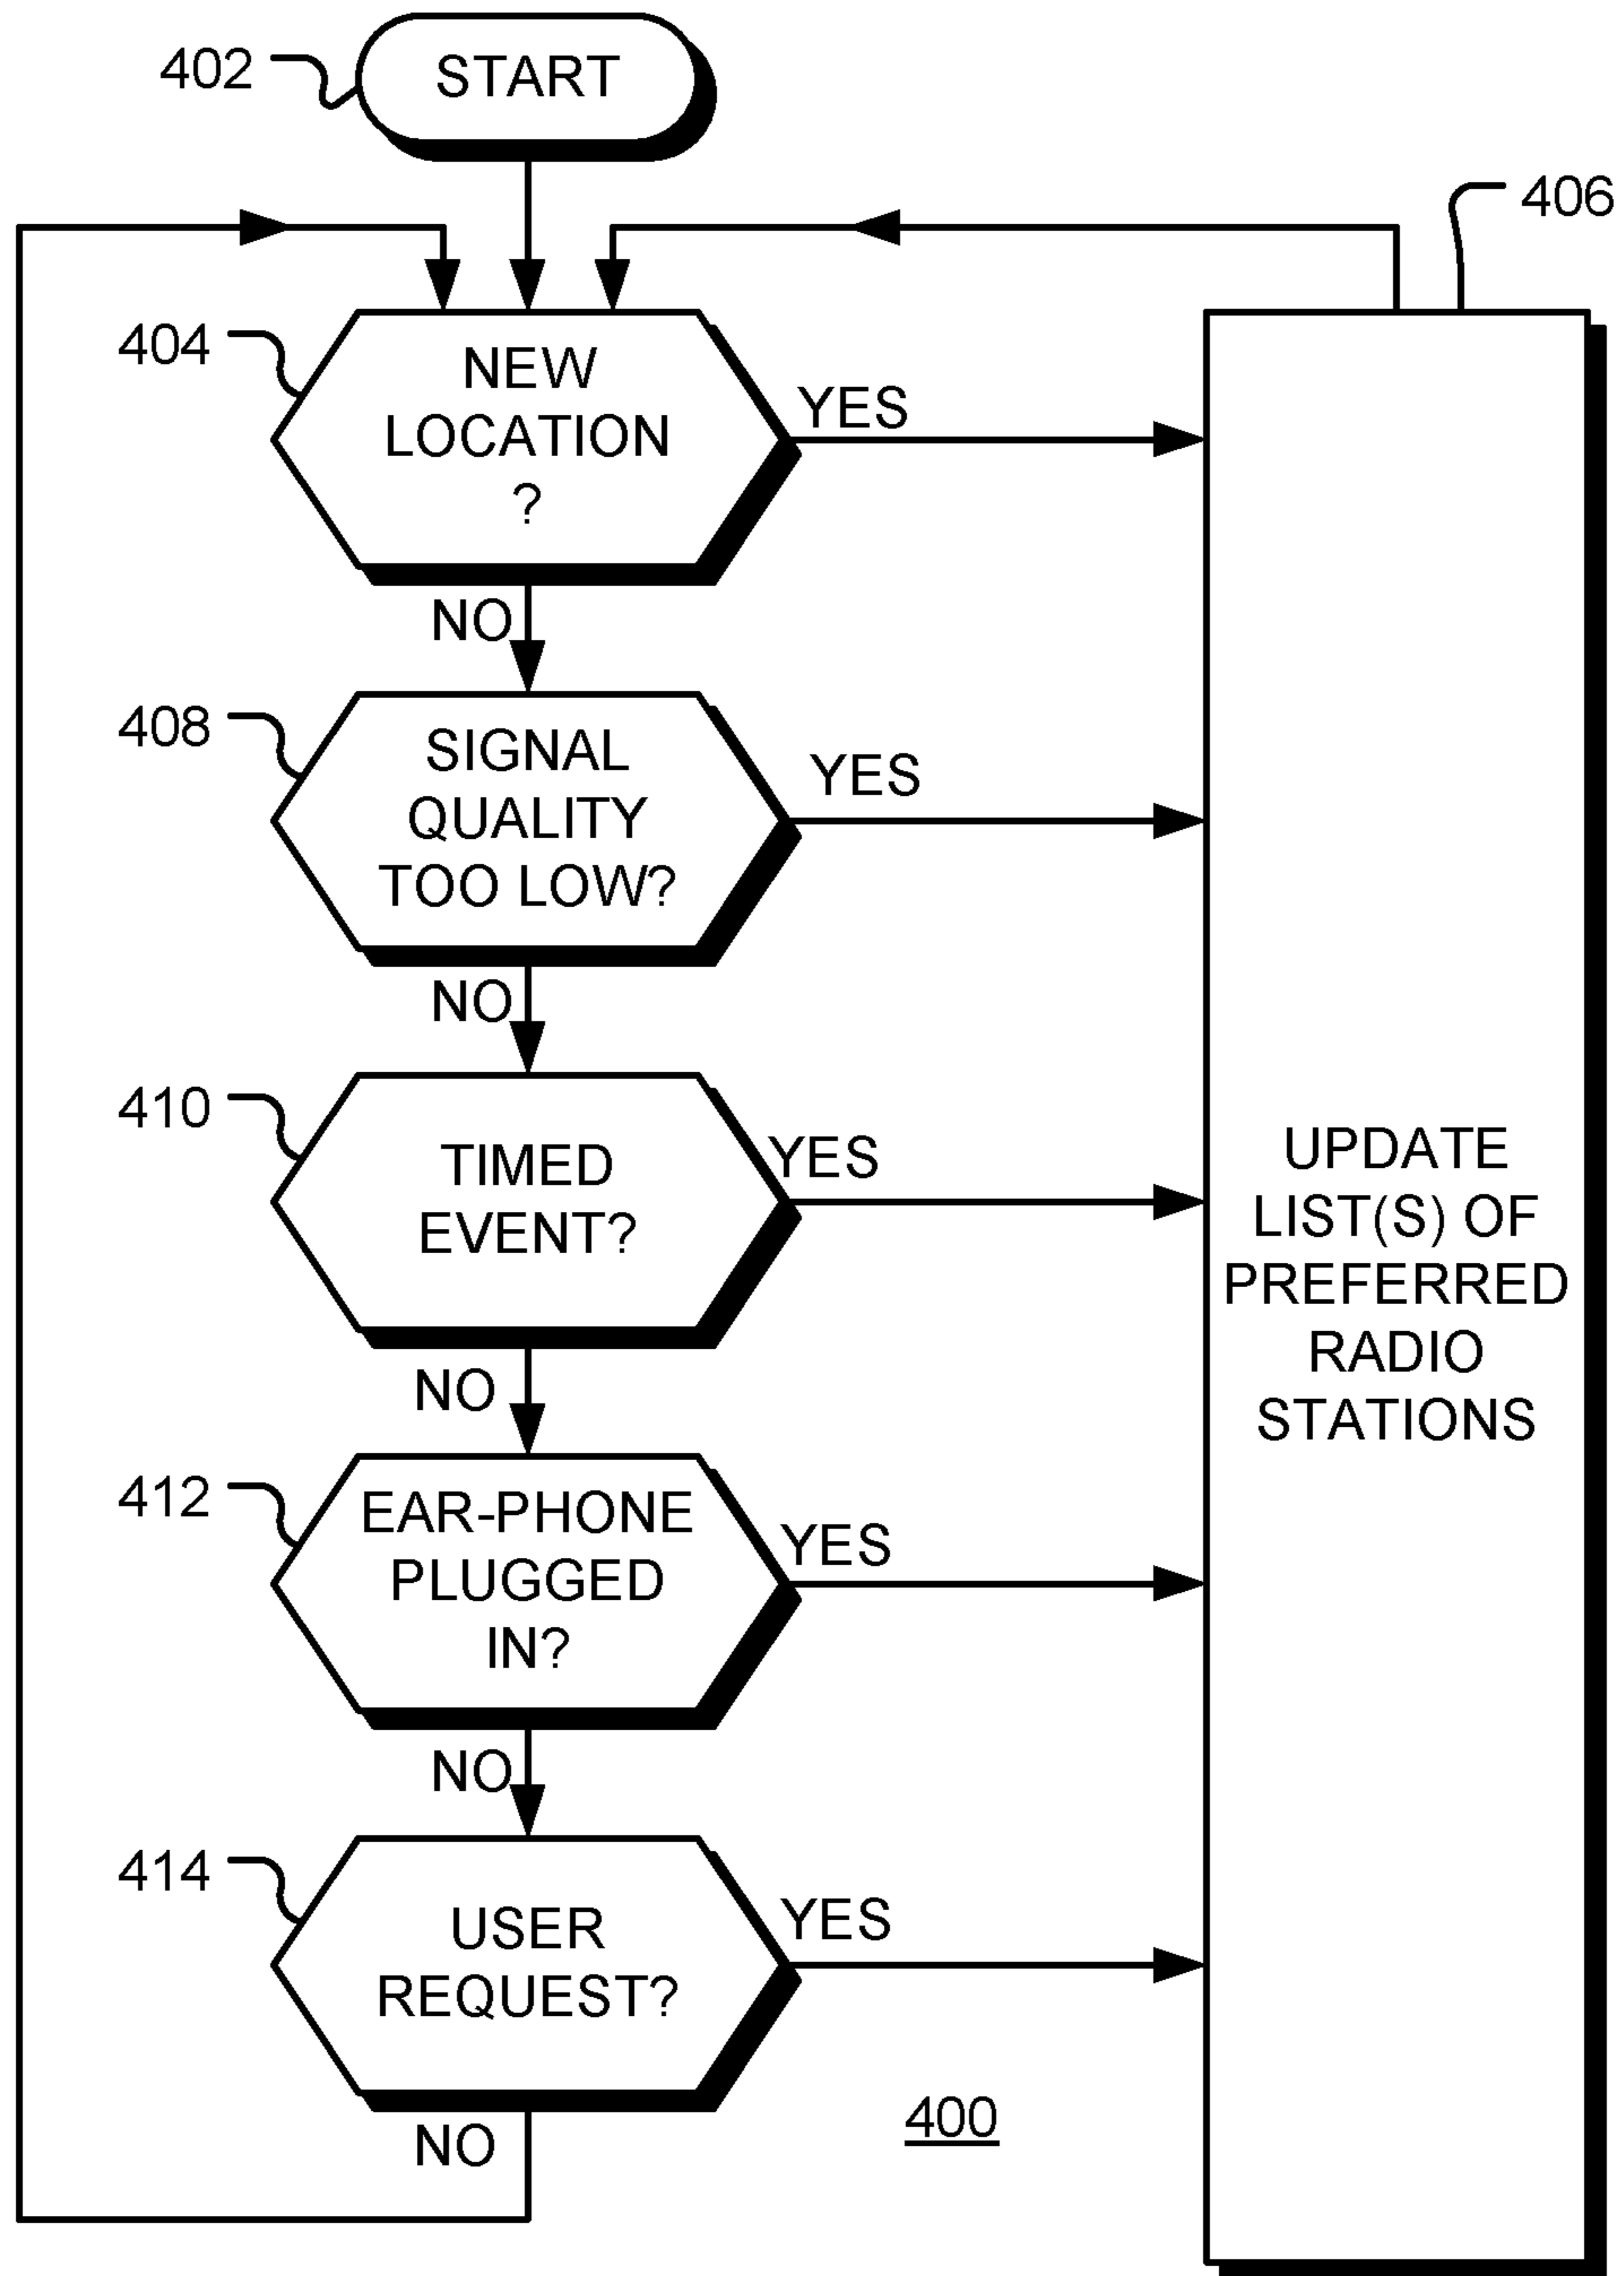 402
START
406
404
NEW
LOCATION
?
YES
NO
408
SIGNAL
QUALITY
TOO LOW?
YES
NO
410
TIMED
EVENT?
YES
NO
412
EAR-PHONE
PLUGGED
IN?
YES
NO
414
USER
REQUEST?
YES
NO
UPDATE
LIST(S) OF
PREFERRED
RADIO
STATIONS
400